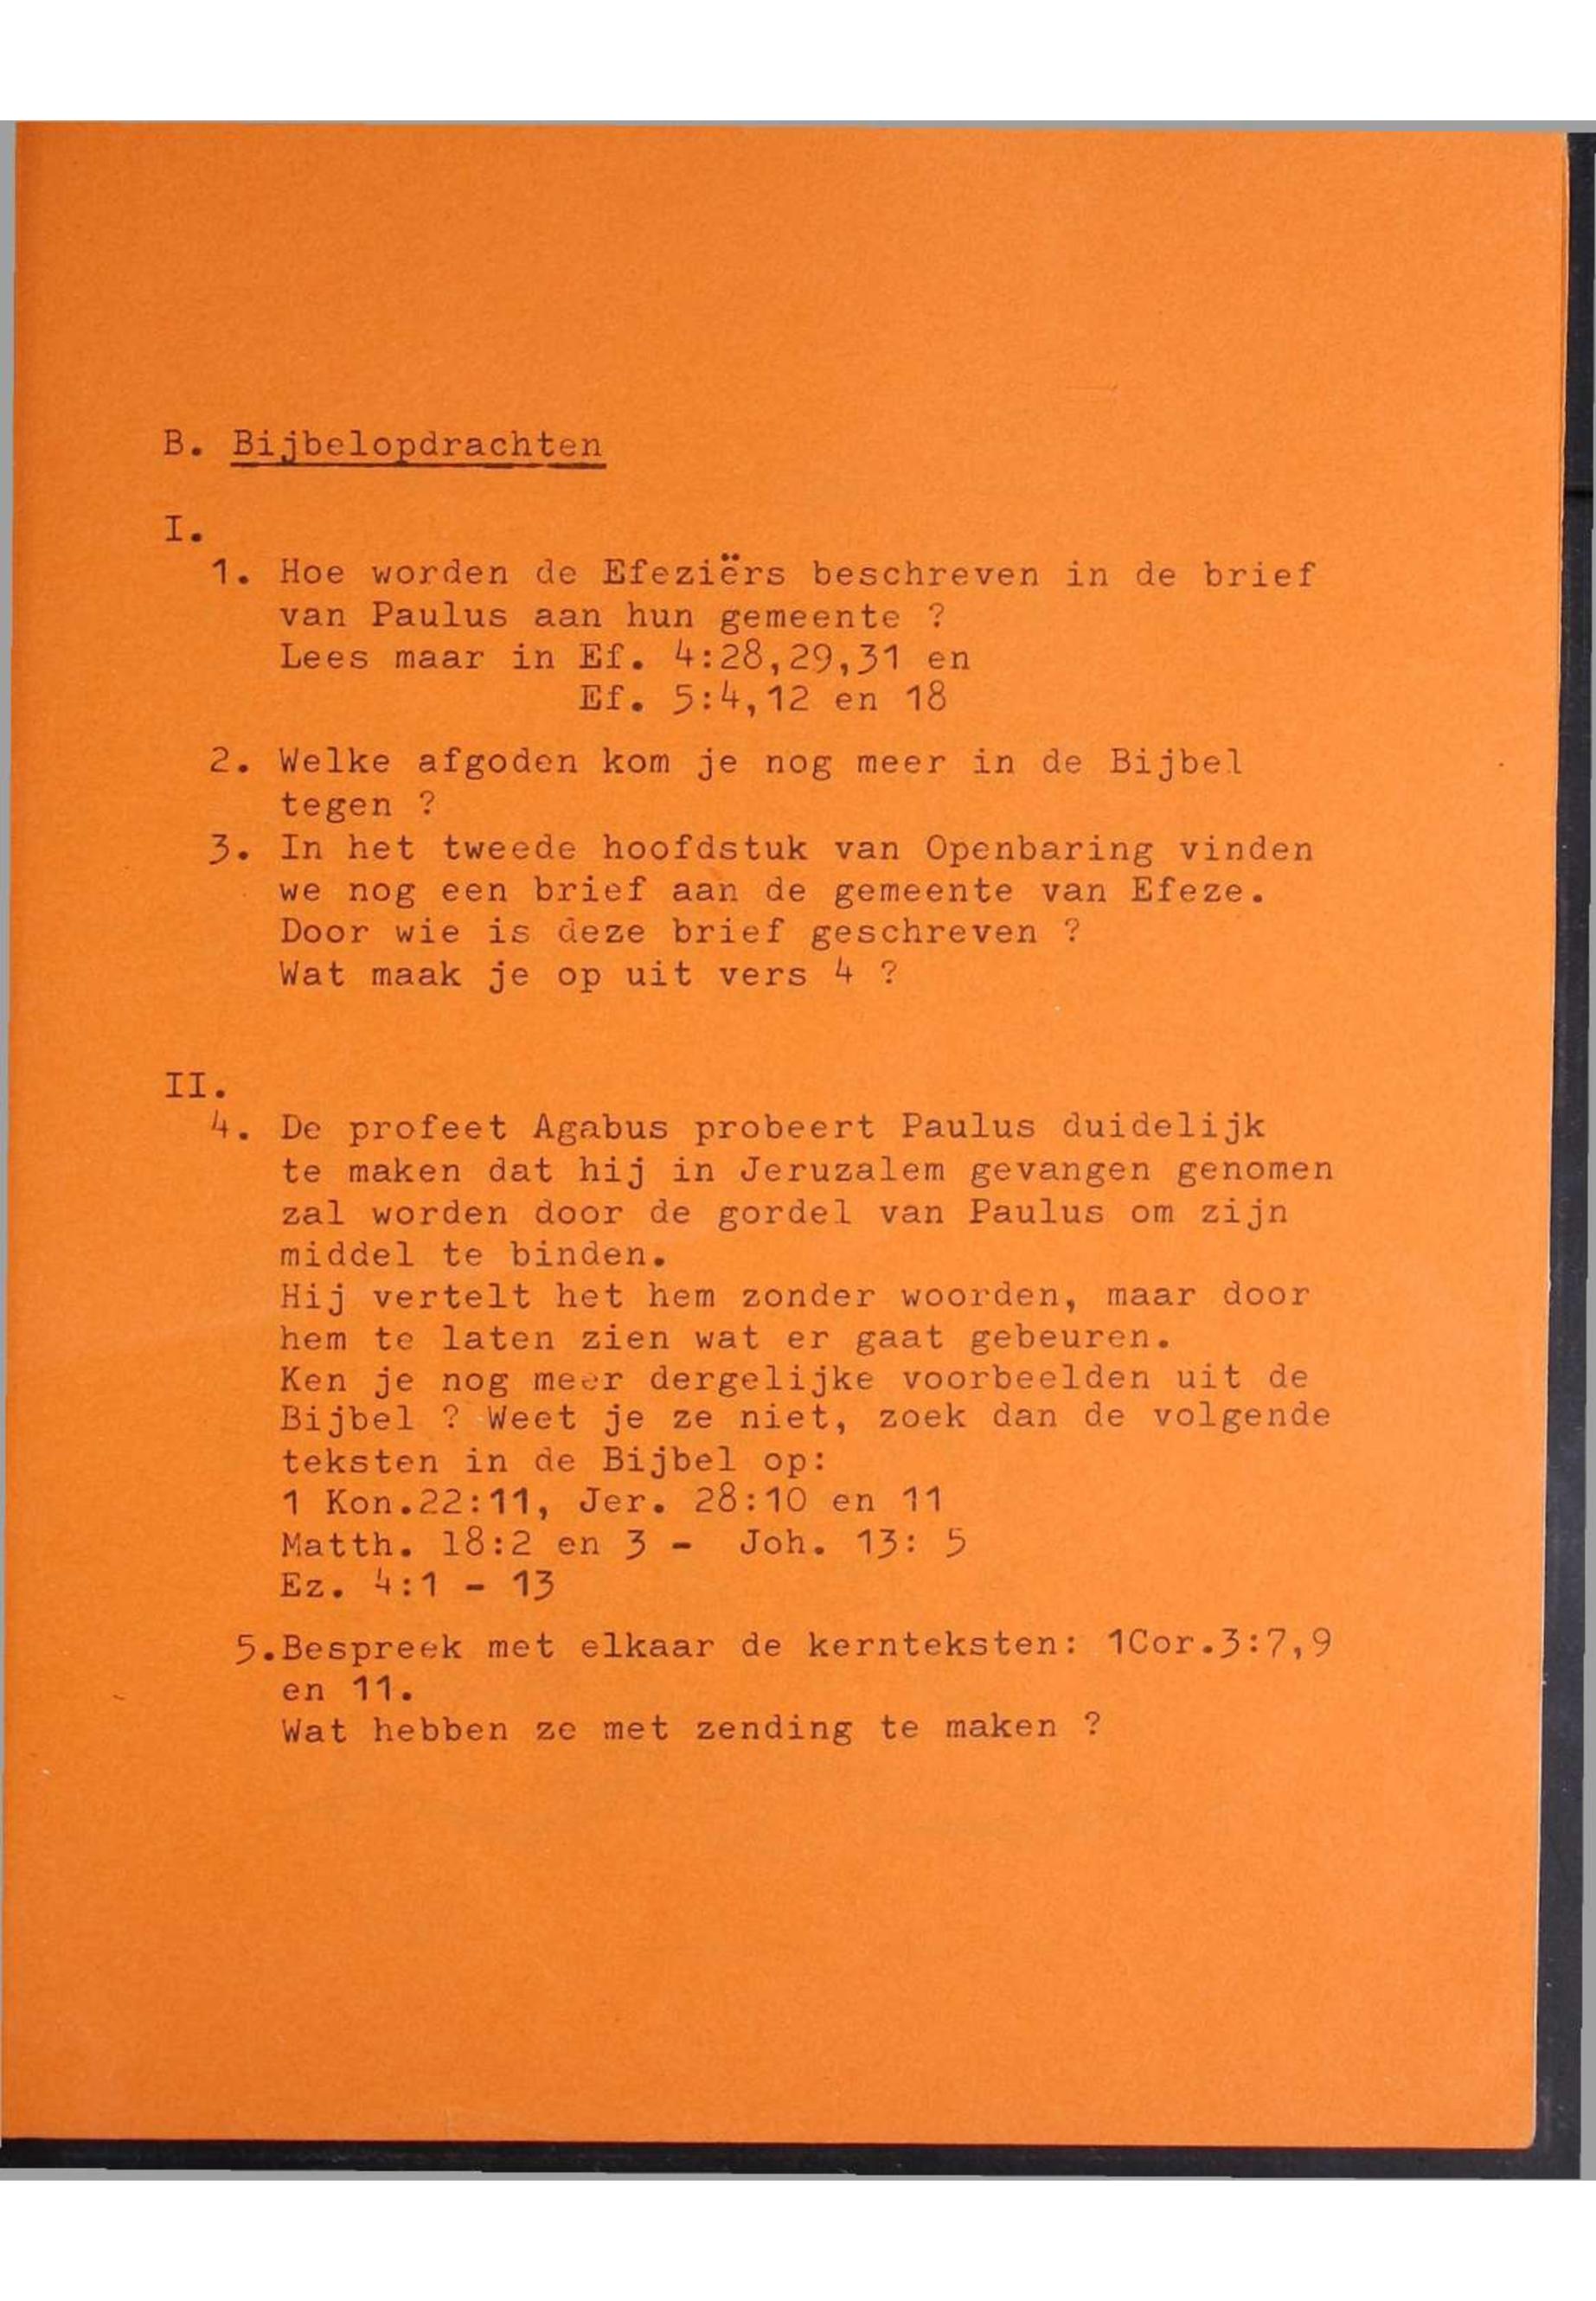 B. Bijbelopdrachten
I.
1. Hoe worden de Efeziërs beschreven in de brief
van Paulus aan hun gemeente ?
Lees maar in Ef. 4:28,29,31 en
Ef. 5:4,12 en 18
2. Welke afgoden kom je nog meer in de Bijbel
tegen ?
3. In het tweede hoofdstuk van Openbaring vinden
we nog een brief aan de gemeente van Efeze.
Door wie is deze brief geschreven ?
Wat maak je op uit vers 4 ?
II.
4. De profeet Agabus probeert Paulus duidelijk
te maken dat hij in Jeruzalem gevangen genomen
zal worden door de gordel van Paulus om zijn
middel te binden.
Hij vertelt het hem zonder woorden, maar door
hem te laten zien wat er gaat gebeuren.
Ken je nog meer dergelijke voorbeelden uit de
Bijbel ? Weet je ze niet, zoek dan de volgende
teksten in de Bijbel op:
1 Kon.22:11, Jer. 28:10 en 11
Matth. 18:2 en 3 - Joh. 13: 5
Ez. 4:1 - 13
5.Bespreek met elkaar de kernteksten: 1Cor.3:7,9
en 11.
Wat hebben ze met zending te maken ?